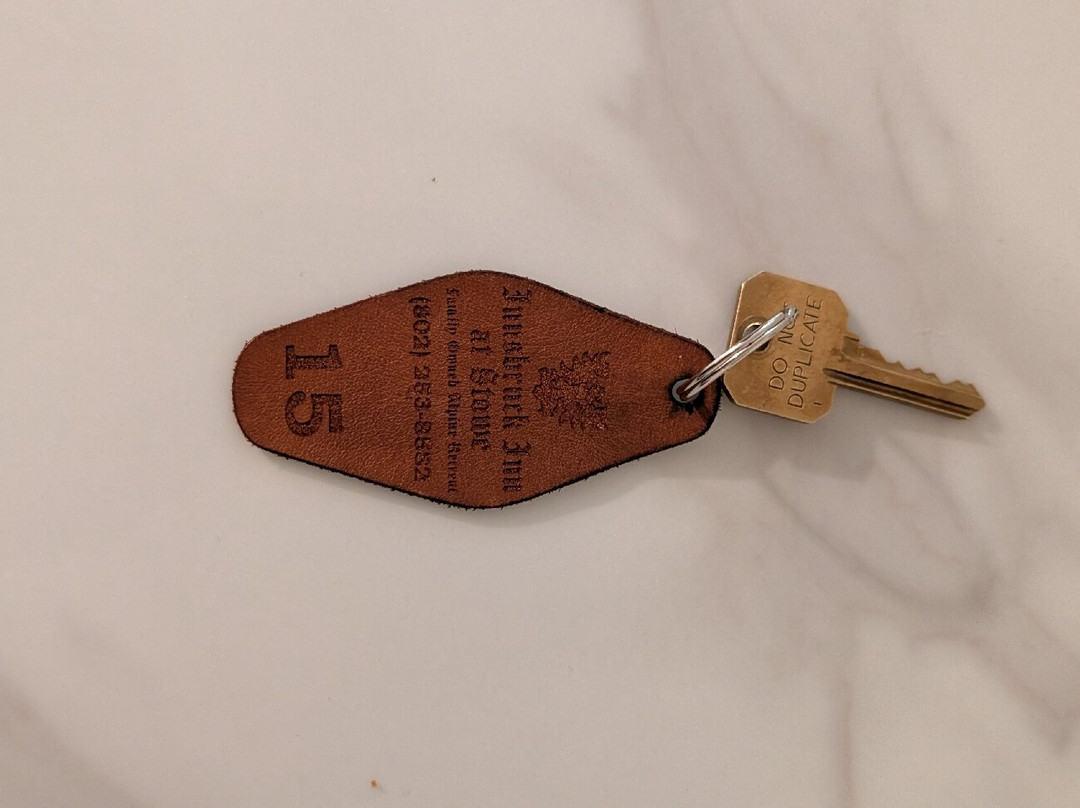 Innsbruck Inn
at Stowe
Family Owned Alpine Retreat
(802) 253-8582
15
DO NOT
DUPLICATE